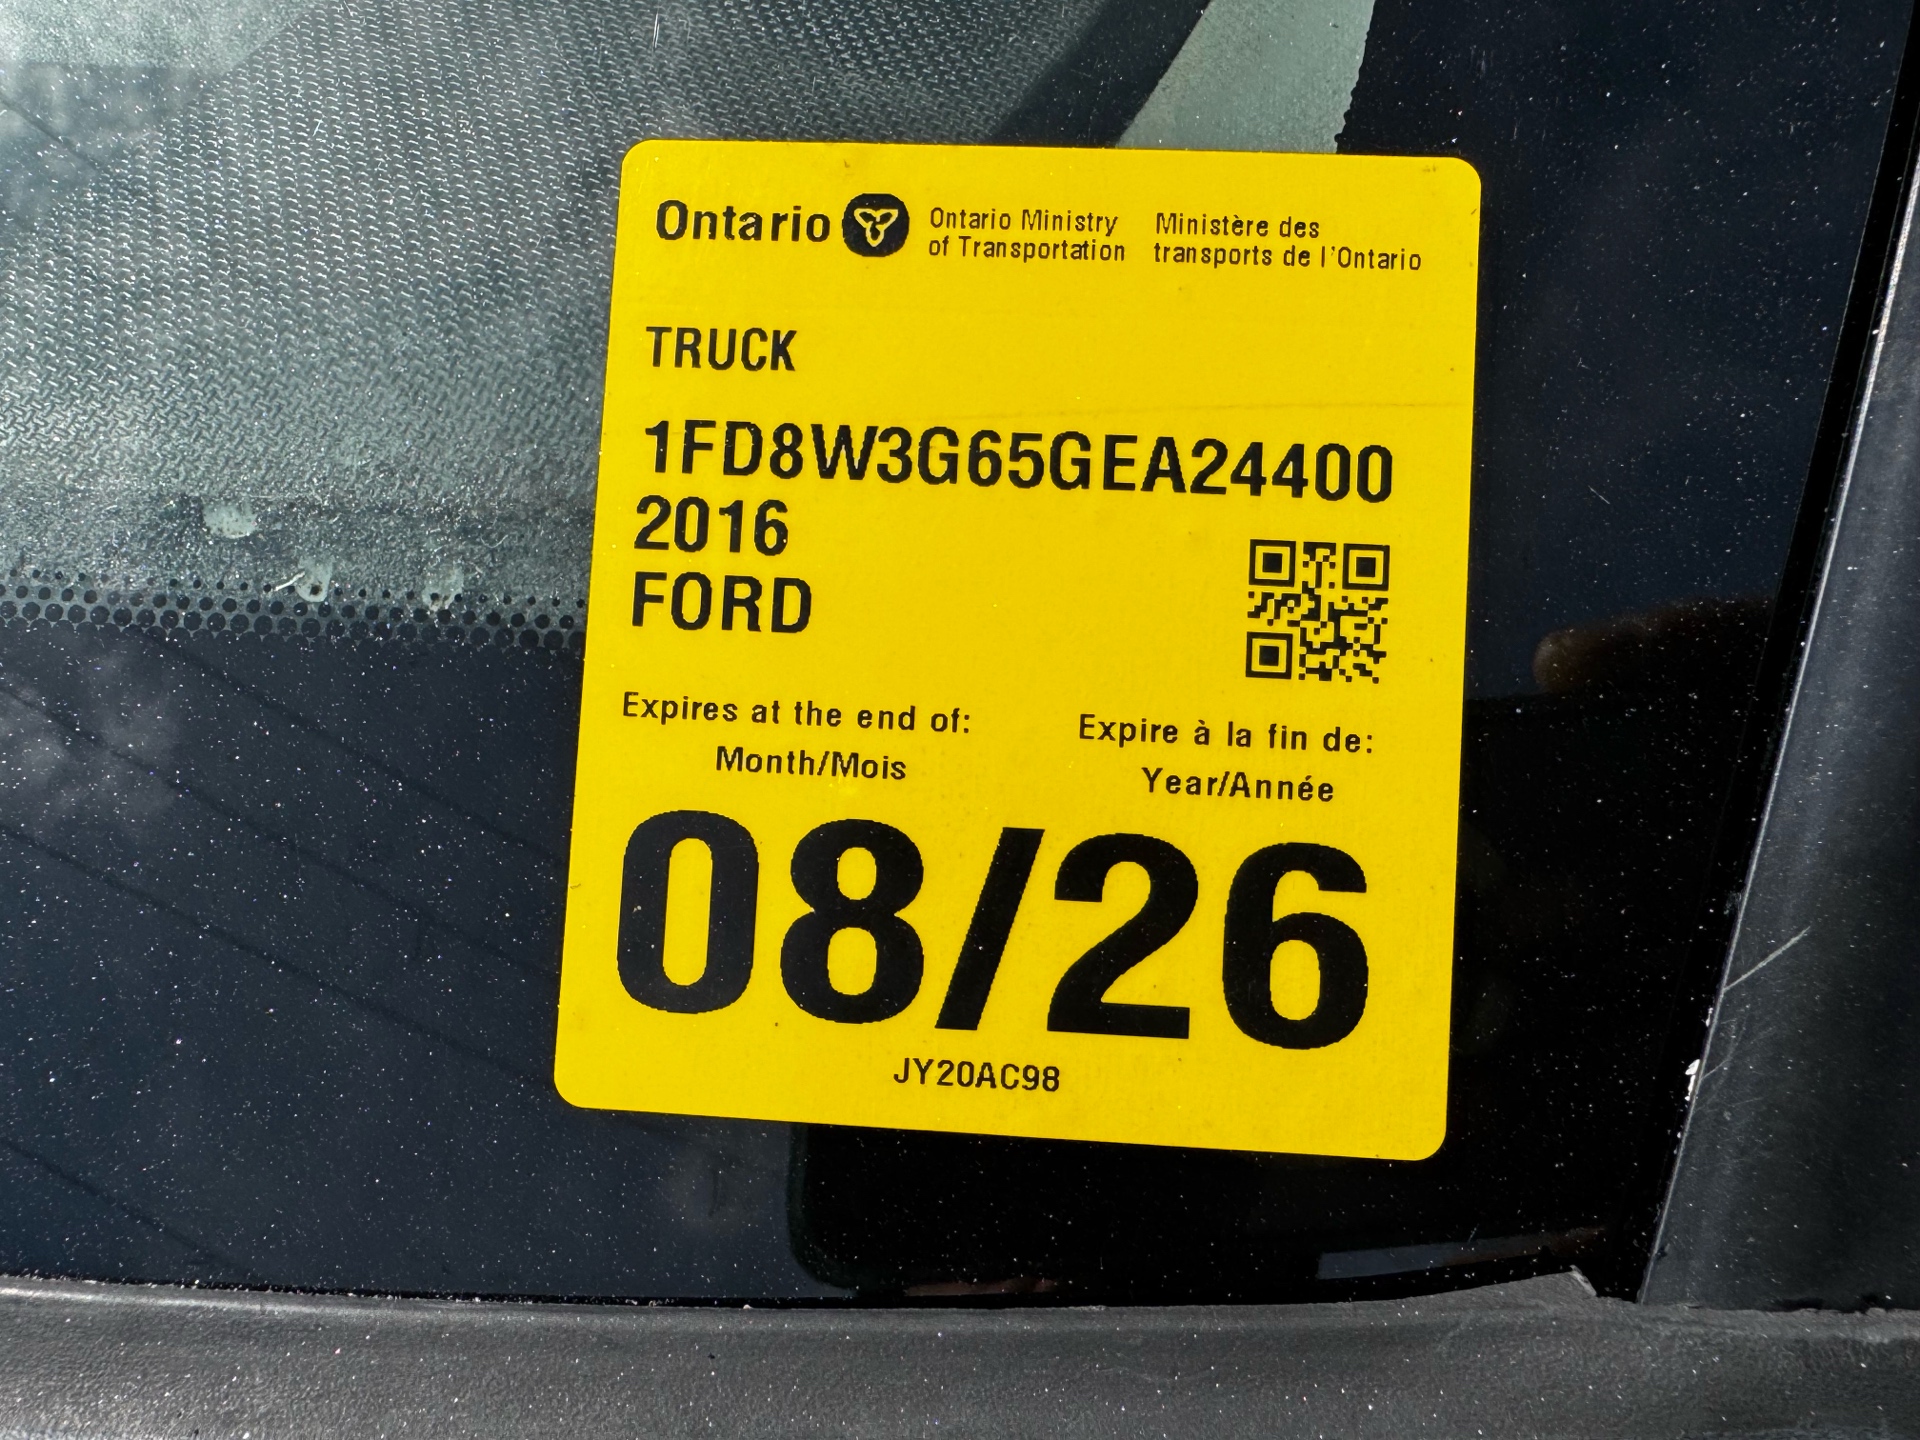 Ontario
Ontario Ministry
of Transportation
Ministère des
transports de l'Ontario
TRUCK
1FD8W3G65GEA24400
2016
FORD
Expires at the end of:
Month/Mois
Expire à la fin de:
Year/Année
08/26
JY20AC98